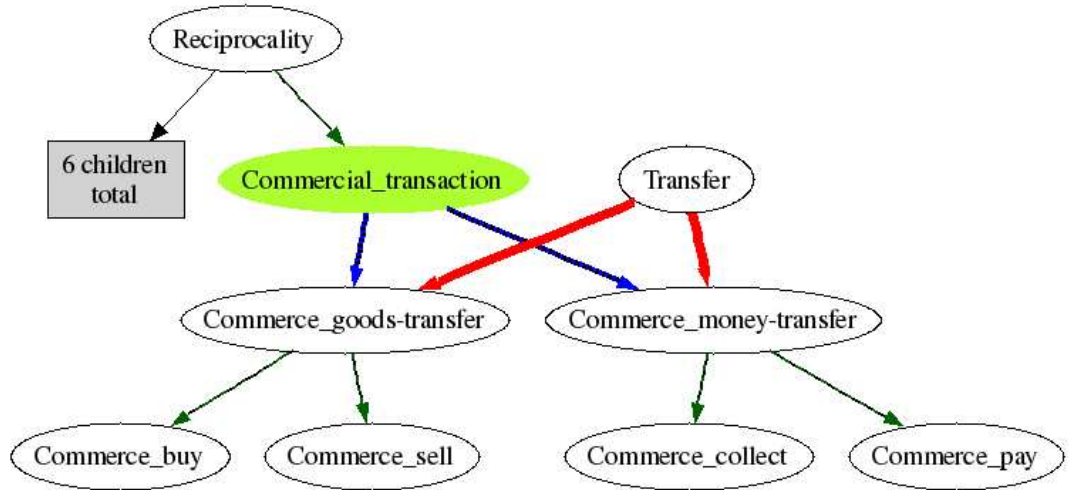 Reciprocality
6 children
total
Commercial_transaction
Transfer
Commerce_goods-transfer
Commerce_money-transfer
Commerce_buy
Commerce_sell
Commerce_collect
Commerce_pay